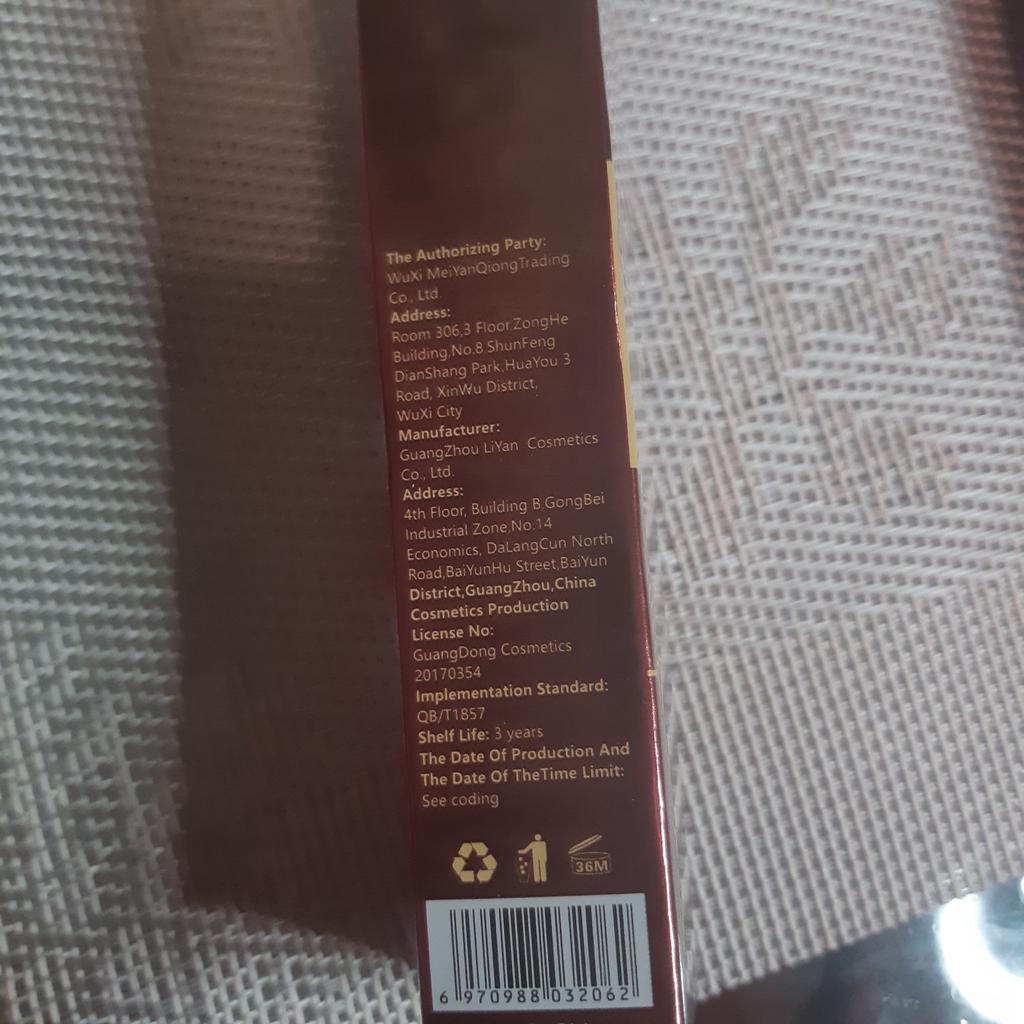 The Authorizing Party:
WuXi MeiYanQiongTrading
Co., Ltd.
Address:
Room 306,3 Floor,ZongHe
Building,No.8,ShunFeng
DianShang Park,HuaYou 3
Road, XinWu District,
WuXi City
Manufacturer:
GuangZhou LiYan Cosmetics
Co., Ltd.
Address:
4th Floor, Building B,GongBei
Industrial Zone,No.14
Economics, DaLangCun North
Road,BaiYunHu Street,BaiYun
District,GuangZhou,China
Cosmetics Production
License No:
GuangDong Cosmetics
20170354
Implementation Standard:
QB/T1857
Shelf Life: 3 years
The Date Of Production And
The Date Of TheTime Limit:
See coding
36M
6 970988 032062